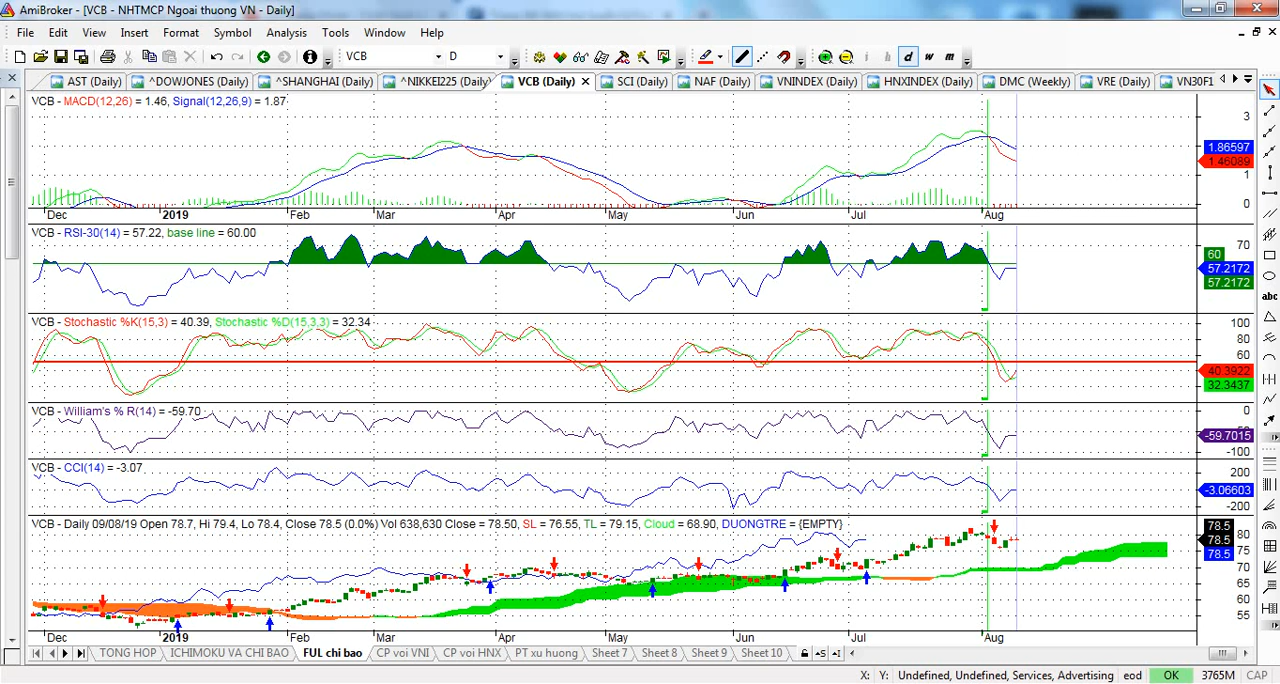 AmiBroker - [VCB - NHTMCP Ngoai thuong VN - Daily]
File Edit View Insert Format Symbol Analysis Tools Window Help
VCB D i h d w m
AST (Daily) ^DOWJONES (Daily) ^SHANGHAI (Daily) ^NIKKEI225 (Daily) VCB (Daily) SCI (Daily) NAF (Daily) VNINDEX (Daily) HNXINDEX (Daily) DMC (Weekly) VRE (Daily) VN30F1
VCB - MACD(12,26) = 1.46, Signal(12,26,9) = 1.87
3
1.86597
1.46089
1
0
Dec 2019 Feb Mar Apr May Jun Jul Aug
VCB - RSI-30(14) = 57.22, base line = 60.00
70
60
57.2172
57.2172
VCB - Stochastic %K(15,3) = 40.39, Stochastic %D(15,3,3) = 32.34
100
80
60
40.3922
32.3437
VCB - William's % R(14) = -59.70
0
-59.7015
-100
VCB - CCI(14) = -3.07
200
-3.06603
-200
VCB - Daily 09/08/19 Open 78.7, Hi 79.4, Lo 78.4, Close 78.5 (0.0%) Vol 638,630 Close = 78.50, SL = 76.55, TL = 79.15, Cloud = 68.90, DUONGTRE = {EMPTY}
78.5
80
78.5
78.5
70
65
60
55
Dec 2019 Feb Mar Apr May Jun Jul Aug
TONG HOP ICHIMOKU VA CHI BAO FUL chi bao CP voi VNI CP voi HNX PT xu huong Sheet 7 Sheet 8 Sheet 9 Sheet 10
abc
X: Y: Undefined, Undefined, Services, Advertising eod OK 3765M CAP